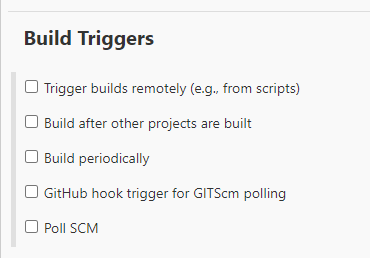 Build Triggers
Trigger builds remotely (e.g., from scripts)
Build after other projects are built
Build periodically
GitHub hook trigger for GITScm polling
Poll SCM